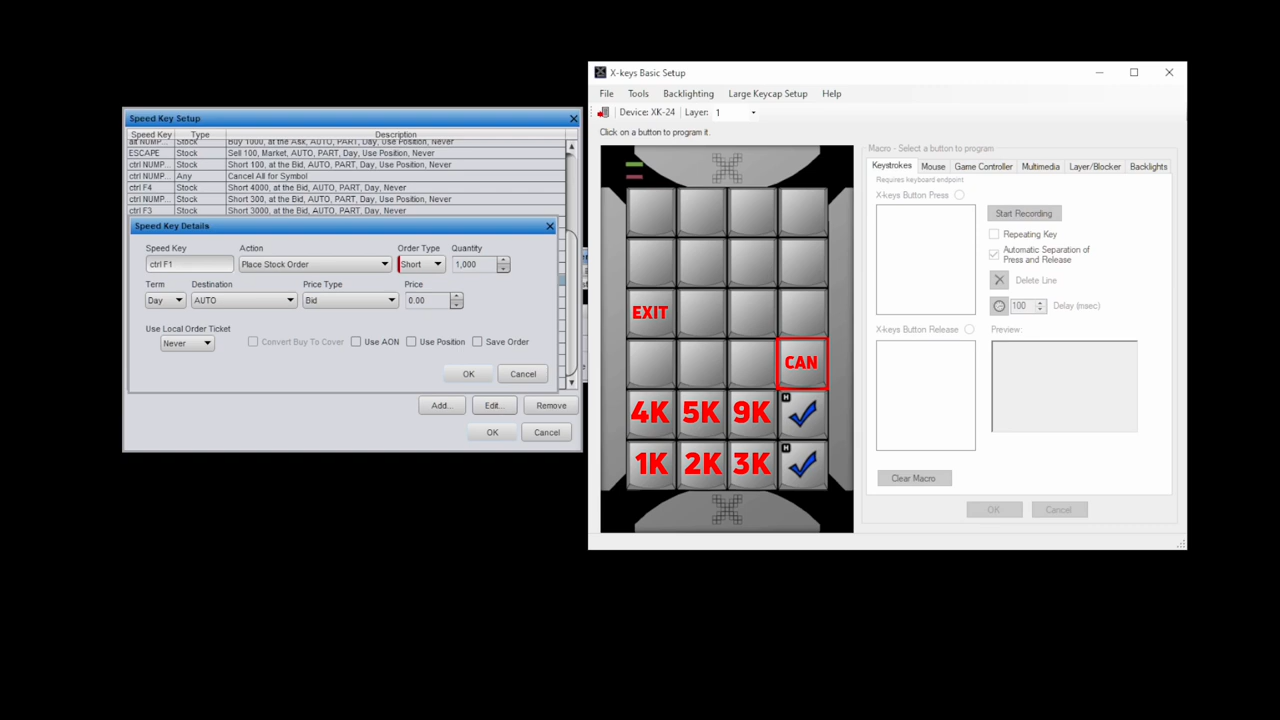 Speed Key Setup
Speed Key Type Description
alt NUMP... Stock Buy 1000, at the Ask, AUTO, PART, Day, Use Position, Never
ESCAPE Stock Sell 100, Market, AUTO, PART, Day, Use Position, Never
ctrl NUMP... Stock Short 100, at the Bid, AUTO, PART, Day, Use Position, Never
ctrl NUMP... Any Cancel All for Symbol
ctrl F4 Stock Short 4000, at the Bid, AUTO, PART, Day, Never
ctrl NUMP... Stock Short 300, at the Bid, AUTO, PART, Day, Use Position, Never
ctrl F3 Stock Short 3000, at the Bid, AUTO, PART, Day, Never
Speed Key Details
Speed Key Action Order Type Quantity
ctrl F1 Place Stock Order Short 1,000
Term Destination Price Type Price
Day AUTO Bid 0.00
Use Local Order Ticket
Never Convert Buy To Cover Use AON Use Position Save Order
OK Cancel
Add... Edit... Remove
OK Cancel
X-keys Basic Setup
File Tools Backlighting Large Keycap Setup Help
Device: XK-24 Layer: 1
Click on a button to program it.
EXIT
CAN
4K 5K 9K H
1K 2K 3K H
Macro - Select a button to program
Keystrokes Mouse Game Controller Multimedia Layer/Blocker Backlights
Requires keyboard endpoint
X-keys Button Press
Start Recording
Repeating Key
Automatic Separation of
Press and Release
Delete Line
100 Delay (msec)
X-keys Button Release Preview:
Clear Macro
OK Cancel